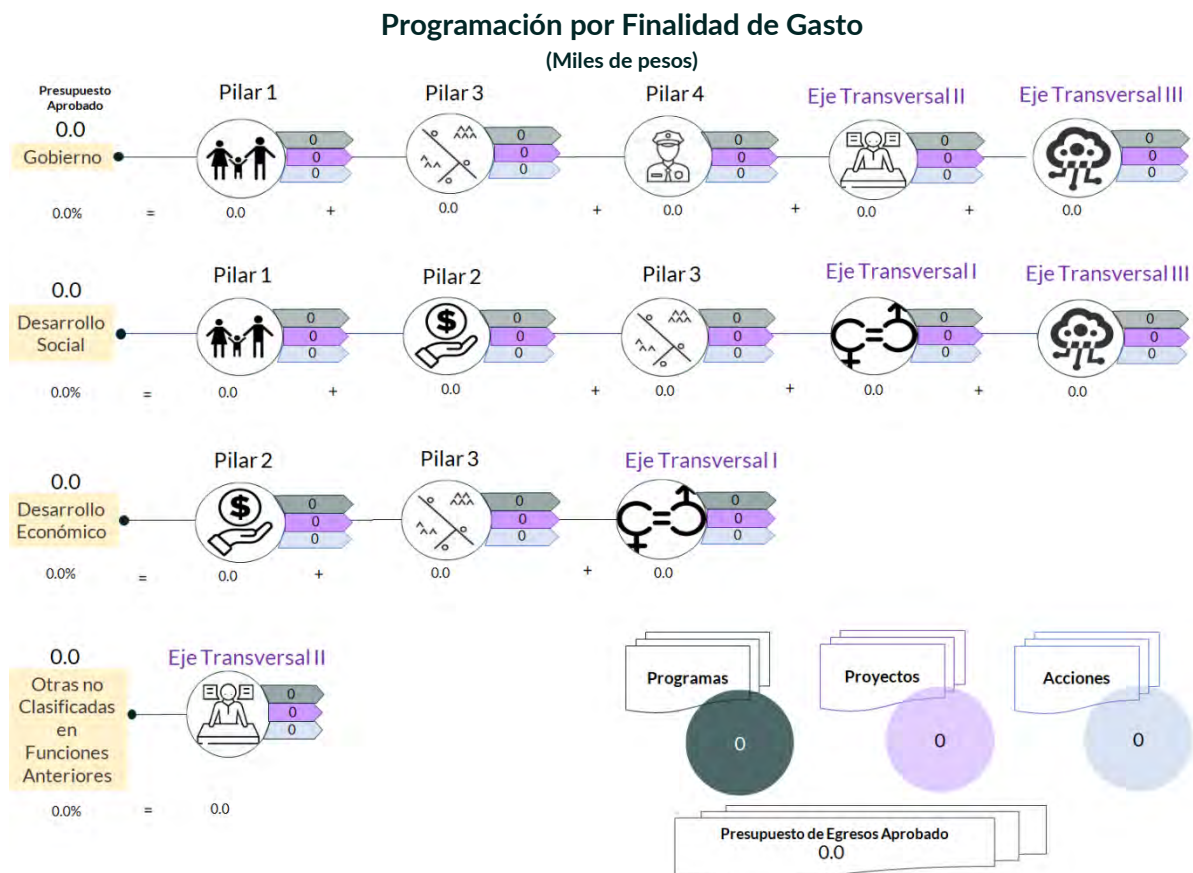 Programación por Finalidad de Gasto
(Miles de pesos)
Presupuesto
Aprobado
0.0
Gobierno
Pilar 1
0
0
0
Pilar 3
0
0
0
Pilar 4
0
0
0
Eje Transversal II
0
0
0
Eje Transversal III
0
0
0
0.0% = 0.0 + 0.0 + 0.0 + 0.0 + 0.0
0.0
Desarrollo
Social
Pilar 1
0
0
0
Pilar 2
$
0
0
0
Pilar 3
0
0
0
Eje Transversal I
0
0
0
Eje Transversal III
0
0
0
0.0% = 0.0 + 0.0 + 0.0 + 0.0 + 0.0
0.0
Desarrollo
Económico
Pilar 2
$
0
0
0
Pilar 3
0
0
0
Eje Transversal I
0
0
0
0.0% = 0.0 + 0.0 + 0.0
0.0
Otras no
Clasificadas
en
Funciones
Anteriores
Eje Transversal II
0
0
0
0.0% = 0.0
Programas
0
Proyectos
0
Acciones
0
Presupuesto de Egresos Aprobado
0.0